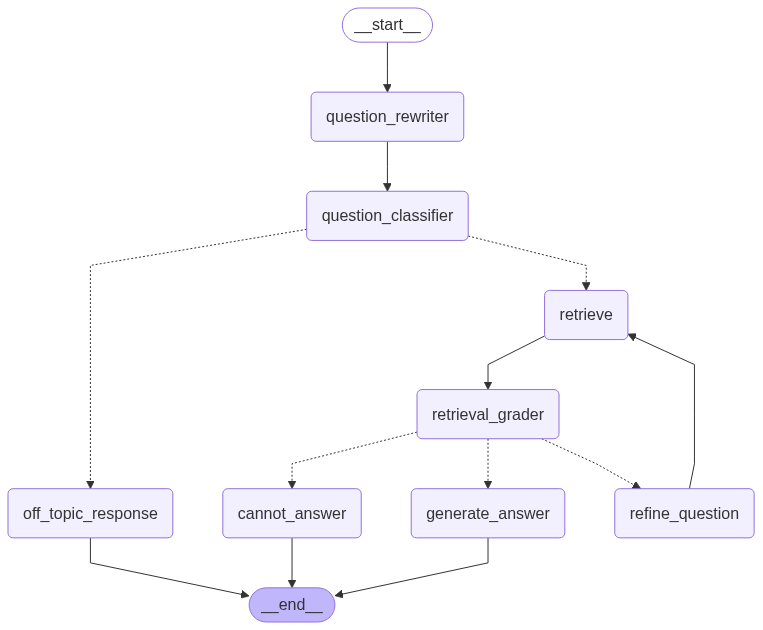 __start__
question_rewriter
question_classifier
retrieve
retrieval_grader
off_topic_response
cannot_answer
generate_answer
refine_question
__end__